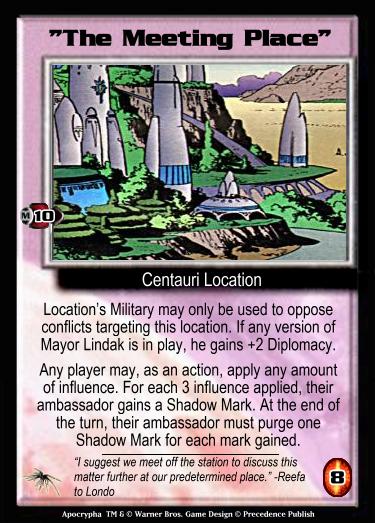 "The Meeting Place"
M 10
Centauri Location
Location's Military may only be used to oppose
conflicts targeting this location. If any version of
Mayor Lindak is in play, he gains +2 Diplomacy.
Any player may, as an action, apply any amount
of influence. For each 3 influence applied, their
ambassador gains a Shadow Mark. At the end of
the turn, their ambassador must purge one
Shadow Mark for each mark gained.
"I suggest we meet off the station to discuss this
matter further at our predetermined place." -Reefa
to Londo
8
Apocrypha TM & © Warner Bros. Game Design © Precedence Publish